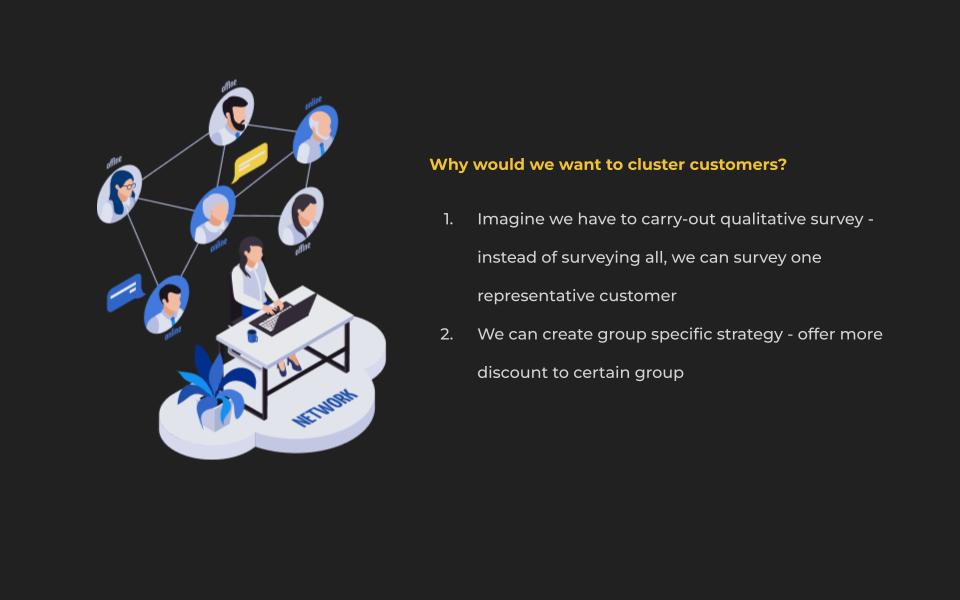 offline
online
offline
Why would we want to cluster customers?
1. Imagine we have to carry-out qualitative survey -
instead of surveying all, we can survey one
representative customer
2. We can create group specific strategy - offer more
discount to certain group
online
offline
online
NETWORK